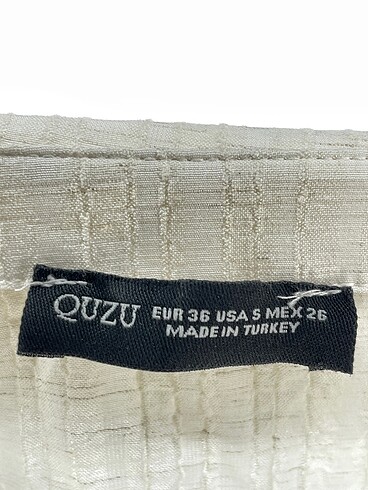 QUZU EUR 36 USA S MEX 26
MADE IN TURKEY